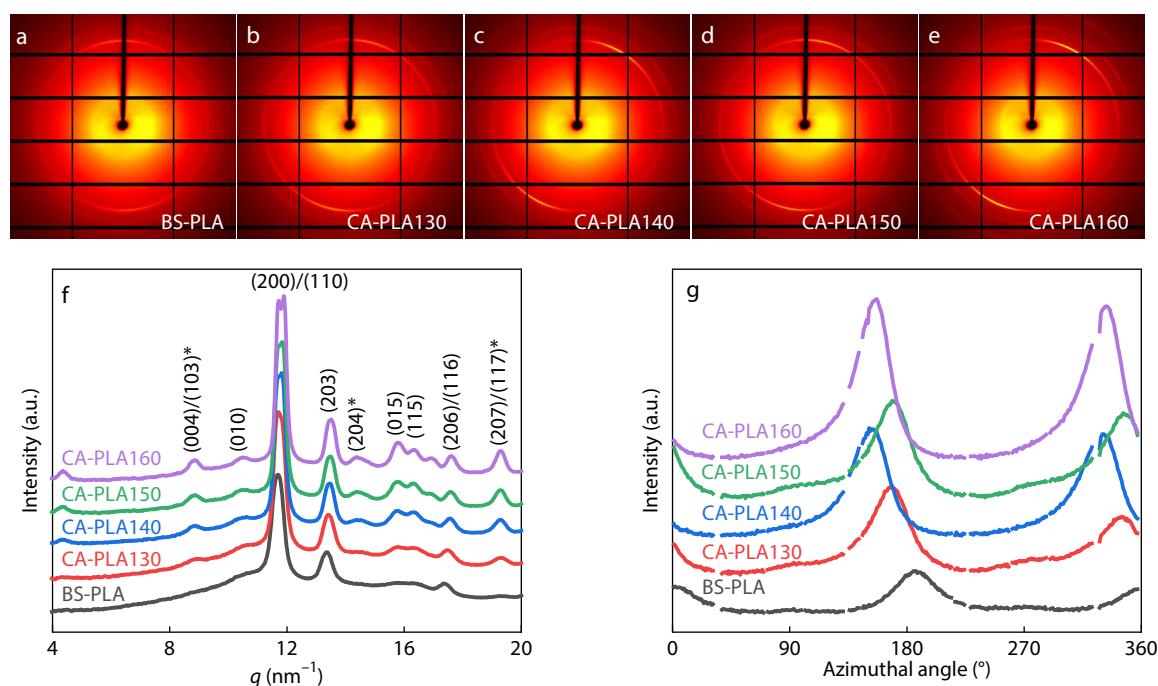 a
b
c
d
e
BS-PLA
CA-PLA130
CA-PLA140
CA-PLA150
CA-PLA160
f
(200)/(110)
(004)/(103)*
(010)
(203)
(204)*
(015)
(115)
(206)/(116)
(207)/(117)*
CA-PLA160
CA-PLA150
CA-PLA140
CA-PLA130
BS-PLA
Intensity (a.u.)
4
8
12
16
20
q (nm⁻¹)
g
CA-PLA160
CA-PLA150
CA-PLA140
CA-PLA130
BS-PLA
Intensity (a.u.)
0
90
180
270
360
Azimuthal angle (°)